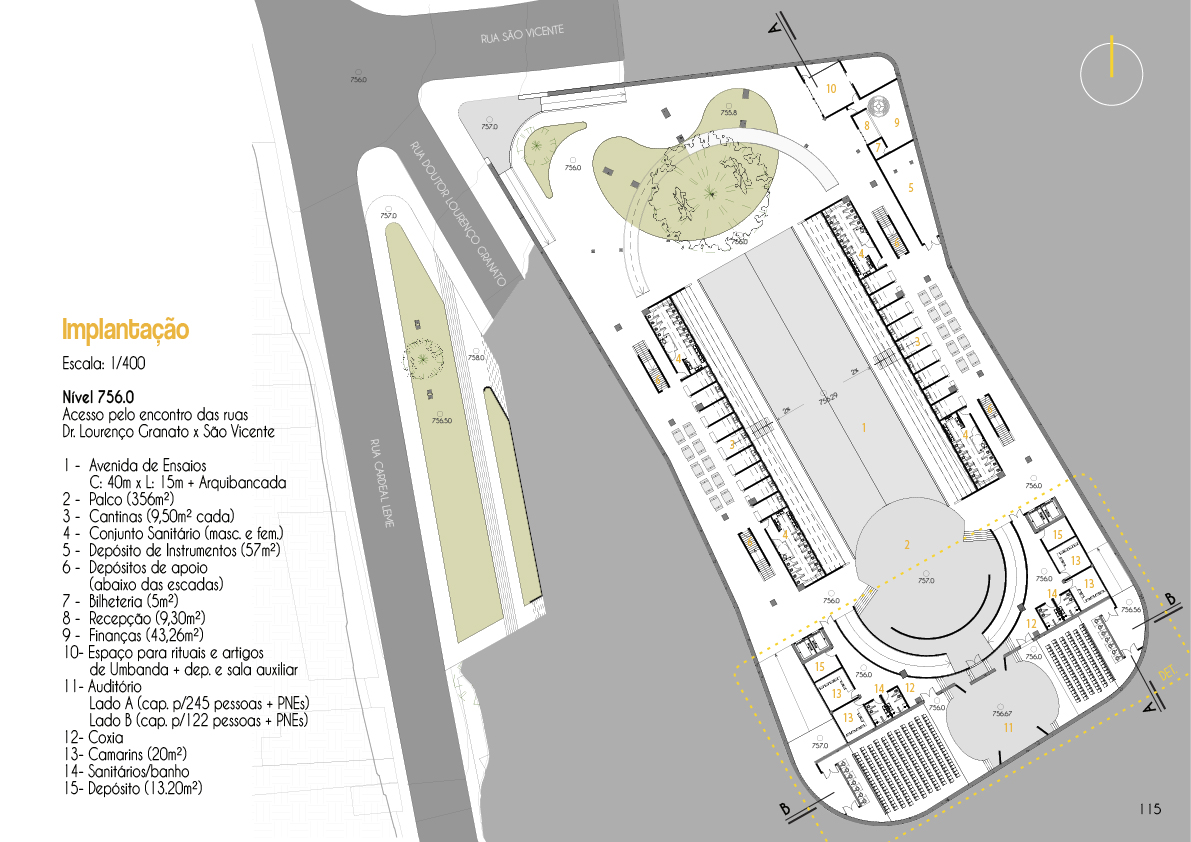 Implantação
Escala: 1/400
Nível 756.0
Acesso pelo encontro das ruas
Dr. Lourenço Granato x São Vicente
1 - Avenida de Ensaios
C: 40m x L: 15m + Arquibancada
2 - Palco (356m²)
3 - Cantinas (9,50m² cada)
4 - Conjunto Sanitário (masc. e fem.)
5 - Depósito de Instrumentos (57m²)
6 - Depósitos de apoio
(abaixo das escadas)
7 - Bilheteria (5m²)
8 - Recepção (9,30m²)
9 - Finanças (43,26m²)
10- Espaço para rituais e artigos
de Umbanda + dep. e sala auxiliar
11- Auditório
Lado A (cap. p/245 pessoas + PNEs)
Lado B (cap. p/122 pessoas + PNEs)
12- Coxia
13- Camarins (20m²)
14- Sanitários/banho
15- Depósito (13.20m²)
RUA SÃO VICENTE
756.0
RUA DOUTOR LOURENÇO GRANATO
RUA CARDEAL LEME
757.0
757.0
758.0
756.50
756.0
755.8
756.0
A
10
9
8
7
5
4
3
4
4
3
4
2%
756.29
2%
1
2
757.0
756.0
756.0
15
13
13
14
12
756.0
756.0
756.56
B
DET.
A
15
13
13
14
12
756.0
756.0
757.0
756.67
11
B
115